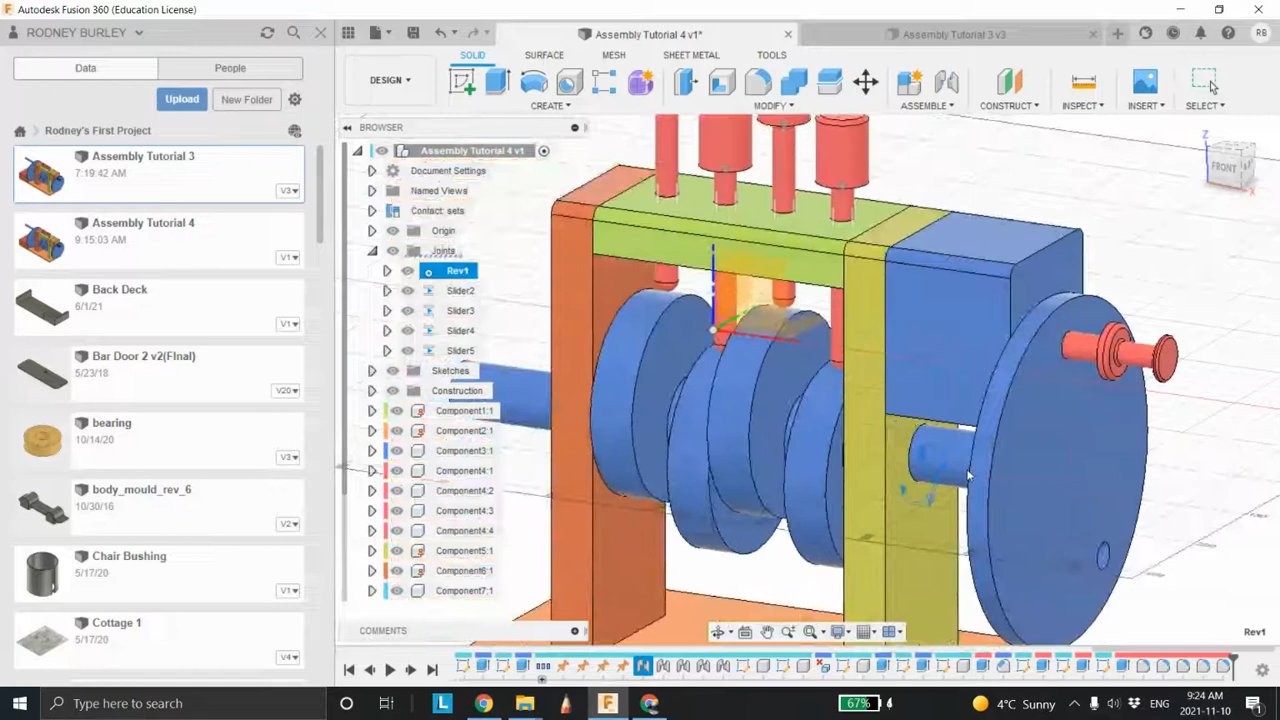 Autodesk Fusion 360 (Education License)
RODNEY BURLEY
Assembly Tutorial 4 v1*
Assembly Tutorial 3 v3
RB
Data
People
Upload
New Folder
Rodney's First Project
Assembly Tutorial 3
7:19:42 AM
V3
Assembly Tutorial 4
9:15:03 AM
V1
Back Deck
6/1/21
V1
Bar Door 2 v2(FInal)
5/23/18
V20
bearing
10/14/20
V3
body_mould_rev_6
10/30/16
V2
Chair Bushing
5/17/20
V1
Cottage 1
5/17/20
V4
DESIGN
SOLID
SURFACE
MESH
SHEET METAL
TOOLS
CREATE
MODIFY
ASSEMBLE
CONSTRUCT
INSPECT
INSERT
SELECT
BROWSER
Assembly Tutorial 4 v1
Document Settings
Named Views
Contact: sets
Origin
Joints
Rev1
Slider2
Slider3
Slider4
Slider5
Sketches
Construction
Component1:1
Component2:1
Component3:1
Component4:1
Component4:2
Component4:3
Component4:4
Component5:1
Component6:1
Component7:1
COMMENTS
Z
FRONT
X
Rev1
Type here to search
67%
4°C Sunny
ENG
9:24 AM
2021-11-10
1